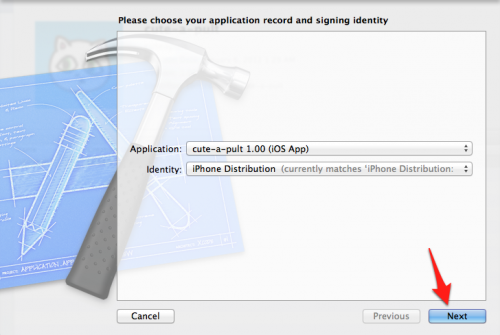 Please choose your application record and signing identity
Application: cute-a-pult 1.00 (iOS App)
Identity: iPhone Distribution (currently matches 'iPhone Distribution:
Cancel Previous Next